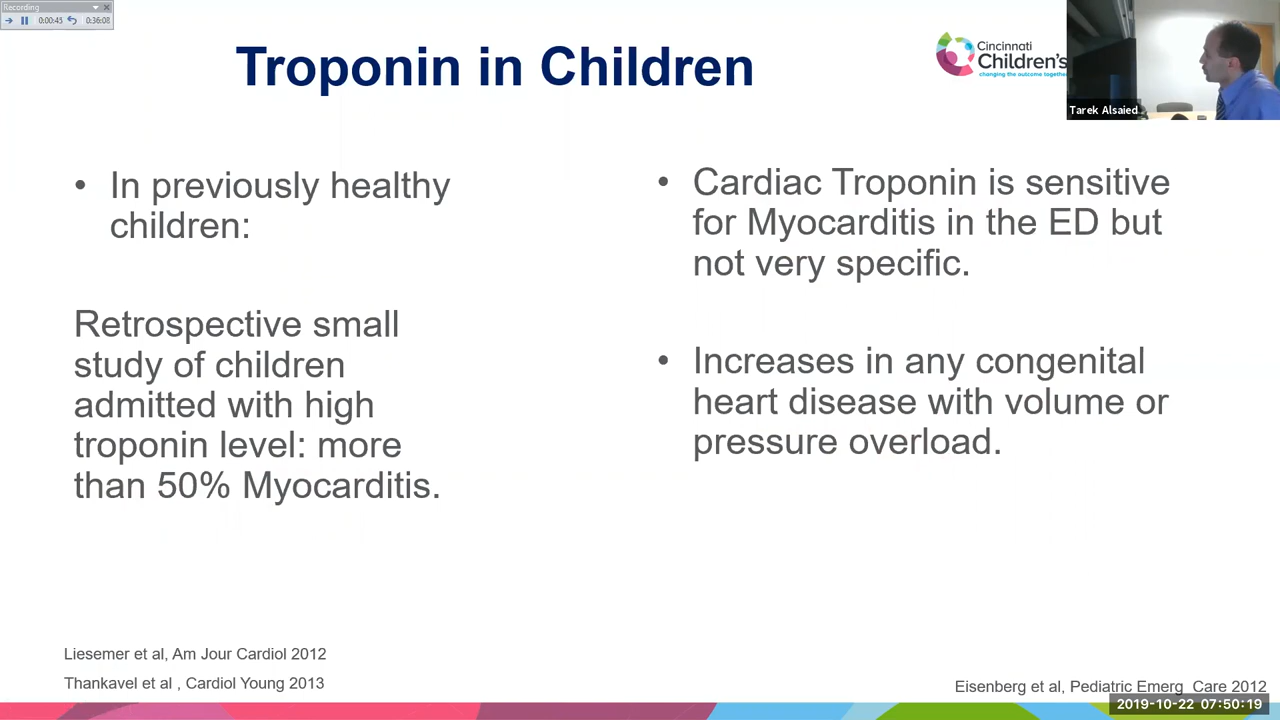 Recording
0:00:45
0:36:08
Troponin in Children
Cincinnati
Children's
changing the outcome together
Tarek Alsaied
• In previously healthy
children:
Retrospective small
study of children
admitted with high
troponin level: more
than 50% Myocarditis.
• Cardiac Troponin is sensitive
for Myocarditis in the ED but
not very specific.
• Increases in any congenital
heart disease with volume or
pressure overload.
Liesemer et al, Am Jour Cardiol 2012
Thankavel et al , Cardiol Young 2013
Eisenberg et al, Pediatric Emerg Care 2012
2019-10-22 07:50:19